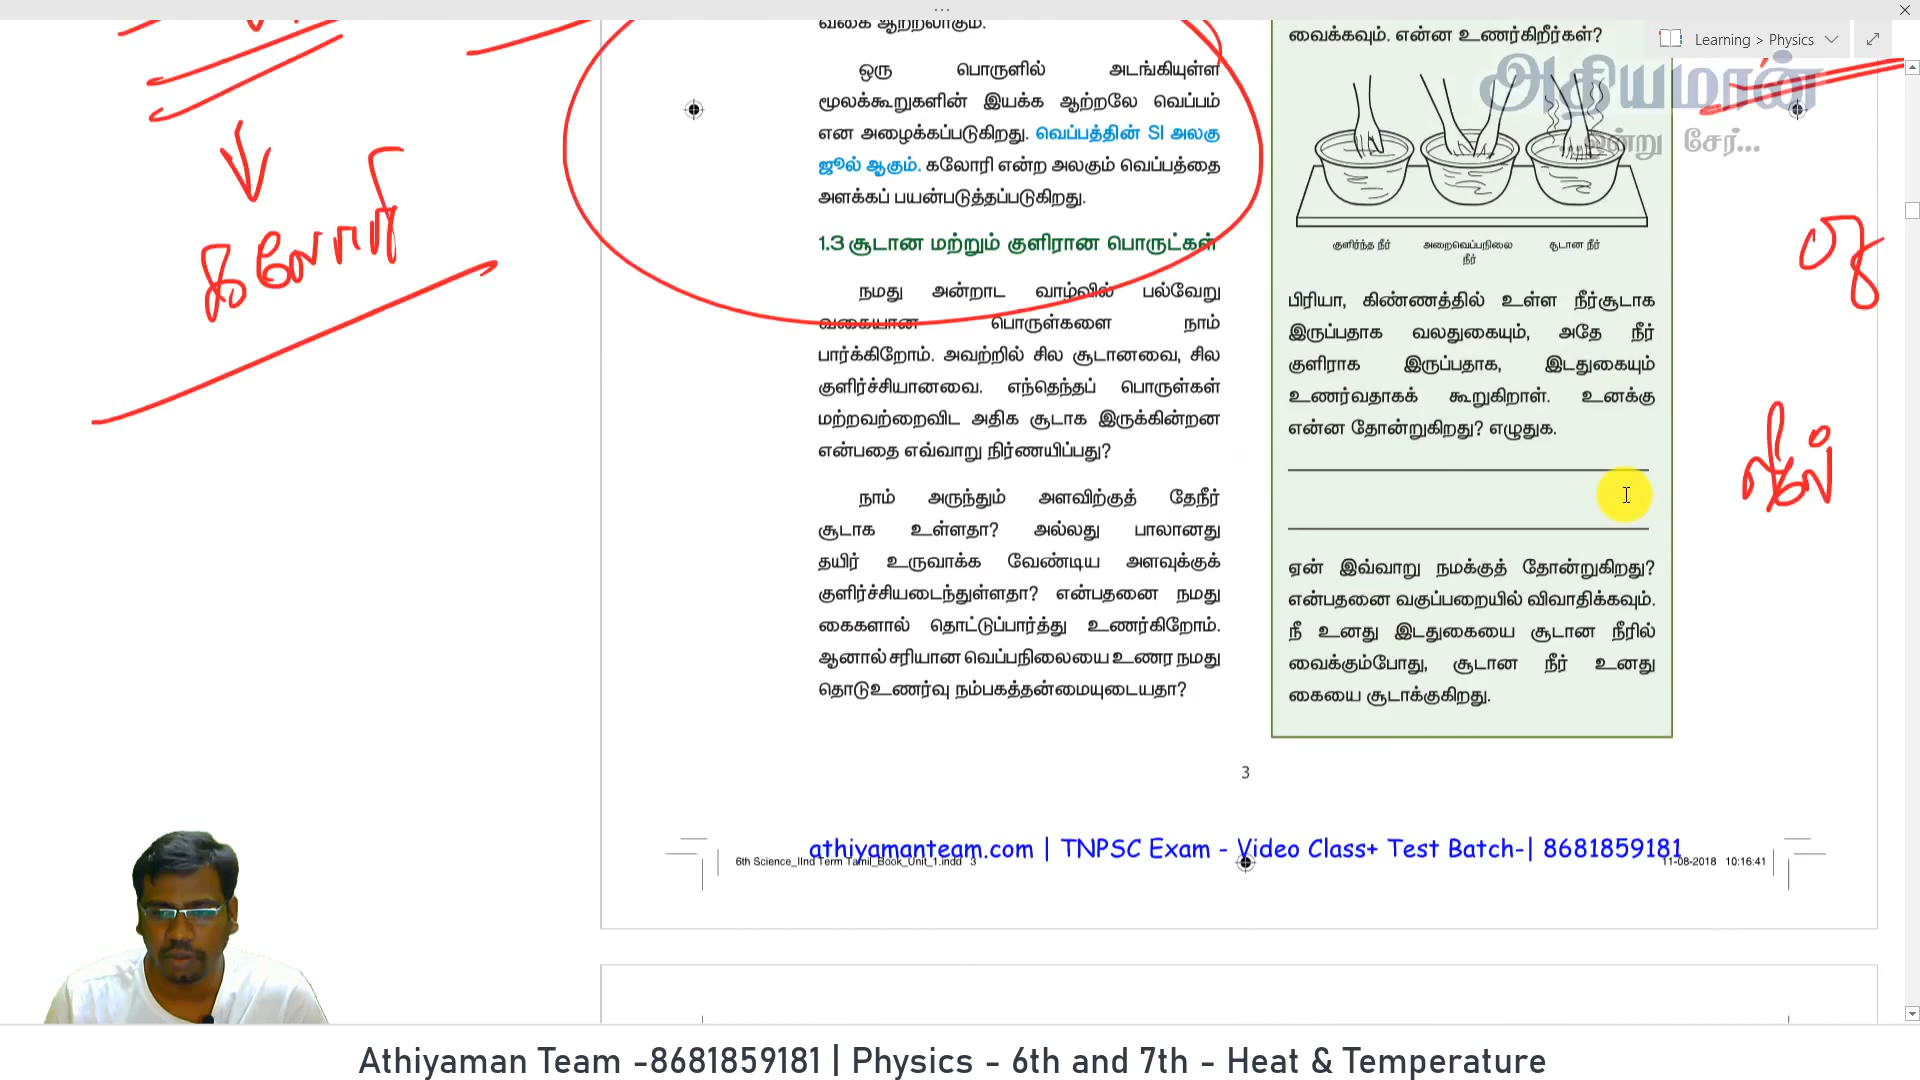 ...
Learning > Physics
அதியமான்
ஒன்று சேர்...
கலோரி
வகை ஆற்றலாகும்.
ஒரு பொருளில் அடங்கியுள்ள
மூலக்கூறுகளின் இயக்க ஆற்றலே வெப்பம்
என அழைக்கப்படுகிறது. வெப்பத்தின் SI அலகு
ஜூல் ஆகும். கலோரி என்ற அலகும் வெப்பத்தை
அளக்கப் பயன்படுத்தப்படுகிறது.
1.3 சூடான மற்றும் குளிரான பொருட்கள்
நமது அன்றாட வாழ்வில் பல்வேறு
வகையான பொருள்களை நாம்
பார்க்கிறோம். அவற்றில் சில சூடானவை, சில
குளிர்ச்சியானவை. எந்தெந்தப் பொருள்கள்
மற்றவற்றைவிட அதிக சூடாக இருக்கின்றன
என்பதை எவ்வாறு நிர்ணயிப்பது?
நாம் அருந்தும் அளவிற்குத் தேநீர்
சூடாக உள்ளதா? அல்லது பாலானது
தயிர் உருவாக்க வேண்டிய அளவுக்குக்
குளிர்ச்சியடைந்துள்ளதா? என்பதனை நமது
கைகளால் தொட்டுப்பார்த்து உணர்கிறோம்.
ஆனால் சரியான வெப்பநிலையை உணர நமது
தொடுஉணர்வு நம்பகத்தன்மையுடையதா?
வைக்கவும். என்ன உணர்கிறீர்கள்?
குளிர்ந்த நீர் அறைவெப்பநிலை சூடான நீர்
நீர்
பிரியா, கிண்ணத்தில் உள்ள நீர்சூடாக
இருப்பதாக வலதுகையும், அதே நீர்
குளிராக இருப்பதாக, இடதுகையும்
உணர்வதாகக் கூறுகிறாள். உனக்கு
என்ன தோன்றுகிறது? எழுதுக.
ஏன் இவ்வாறு நமக்குத் தோன்றுகிறது?
என்பதனை வகுப்பறையில் விவாதிக்கவும்.
நீ உனது இடதுகையை சூடான நீரில்
வைக்கும்போது, சூடான நீர் உனது
கையை சூடாக்குகிறது.
3
athiyamanteam.com | TNPSC Exam - Video Class+ Test Batch-| 8681859181
6th Science_IInd Term Tamil_Book_Unit_1.indd 3
11-08-2018 10:16:41
Athiyaman Team -8681859181 | Physics - 6th and 7th - Heat & Temperature